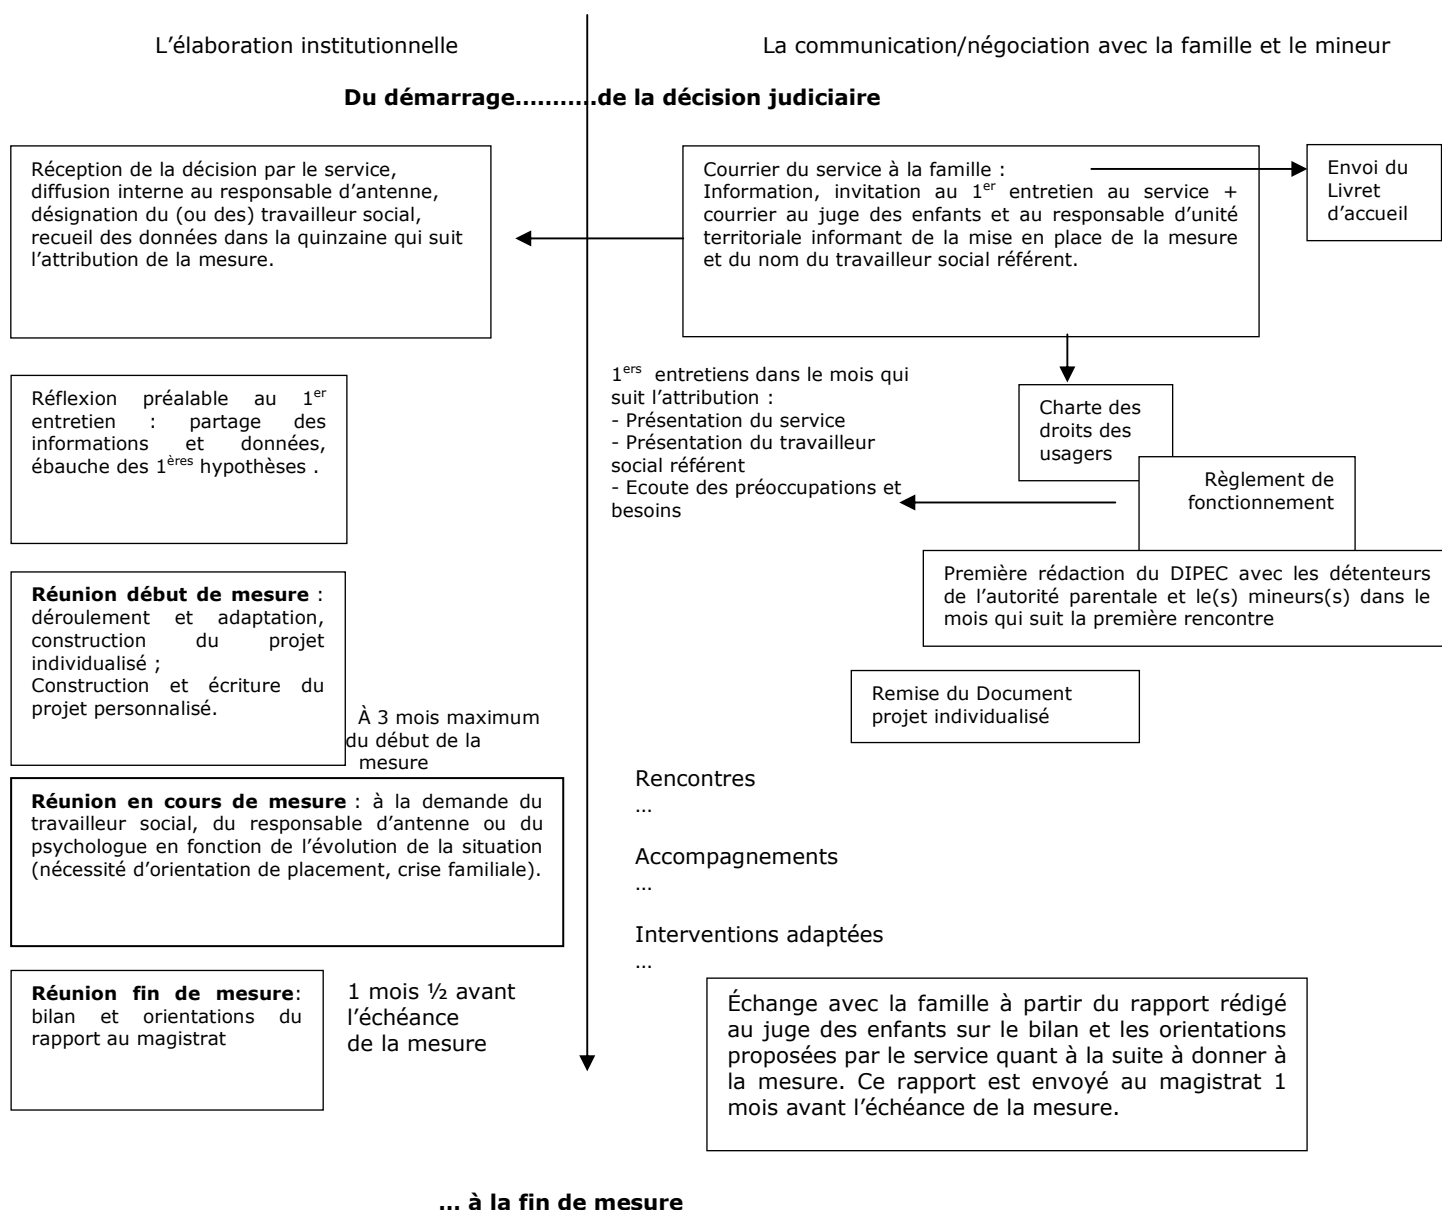 L’élaboration institutionnelle
La communication/négociation avec la famille et le mineur
Du démarrage...........de la décision judiciaire
Réception de la décision par le service,
diffusion interne au responsable d’antenne,
désignation du (ou des) travailleur social,
recueil des données dans la quinzaine qui suit
l’attribution de la mesure.
Courrier du service à la famille :
Information, invitation au 1er entretien au service +
courrier au juge des enfants et au responsable d’unité
territoriale informant de la mise en place de la mesure
et du nom du travailleur social référent.
Envoi du
Livret
d’accueil
Réflexion préalable au 1er
entretien : partage des
informations et données,
ébauche des 1ères hypothèses .
1ers entretiens dans le mois qui
suit l’attribution :
- Présentation du service
- Présentation du travailleur
social référent
- Ecoute des préoccupations et
besoins
Charte des
droits des
usagers
Règlement de
fonctionnement
Première rédaction du DIPEC avec les détenteurs
de l’autorité parentale et le(s) mineurs(s) dans le
mois qui suit la première rencontre
Réunion début de mesure :
déroulement et adaptation,
construction du projet
individualisé ;
Construction et écriture du
projet personnalisé.
À 3 mois maximum
du début de la
mesure
Remise du Document
projet individualisé
Réunion en cours de mesure : à la demande du
travailleur social, du responsable d’antenne ou du
psychologue en fonction de l’évolution de la situation
(nécessité d’orientation de placement, crise familiale).
Rencontres
…
Accompagnements
…
Interventions adaptées
…
Réunion fin de mesure:
bilan et orientations du
rapport au magistrat
1 mois ½ avant
l’échéance
de la mesure
Échange avec la famille à partir du rapport rédigé
au juge des enfants sur le bilan et les orientations
proposées par le service quant à la suite à donner à
la mesure. Ce rapport est envoyé au magistrat 1
mois avant l’échéance de la mesure.
… à la fin de mesure